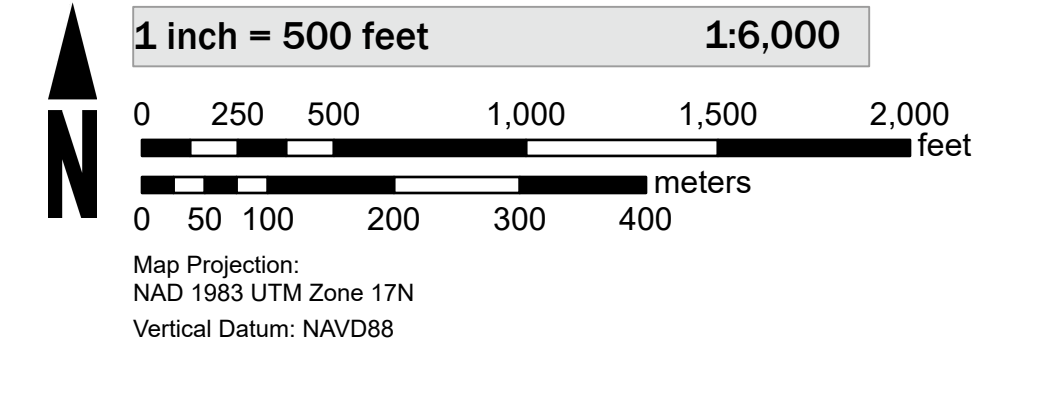 1 inch = 500 feet 1:6,000
0 250 500 1,000 1,500 2,000
feet
meters
0 50 100 200 300 400
N
Map Projection:
NAD 1983 UTM Zone 17N
Vertical Datum: NAVD88